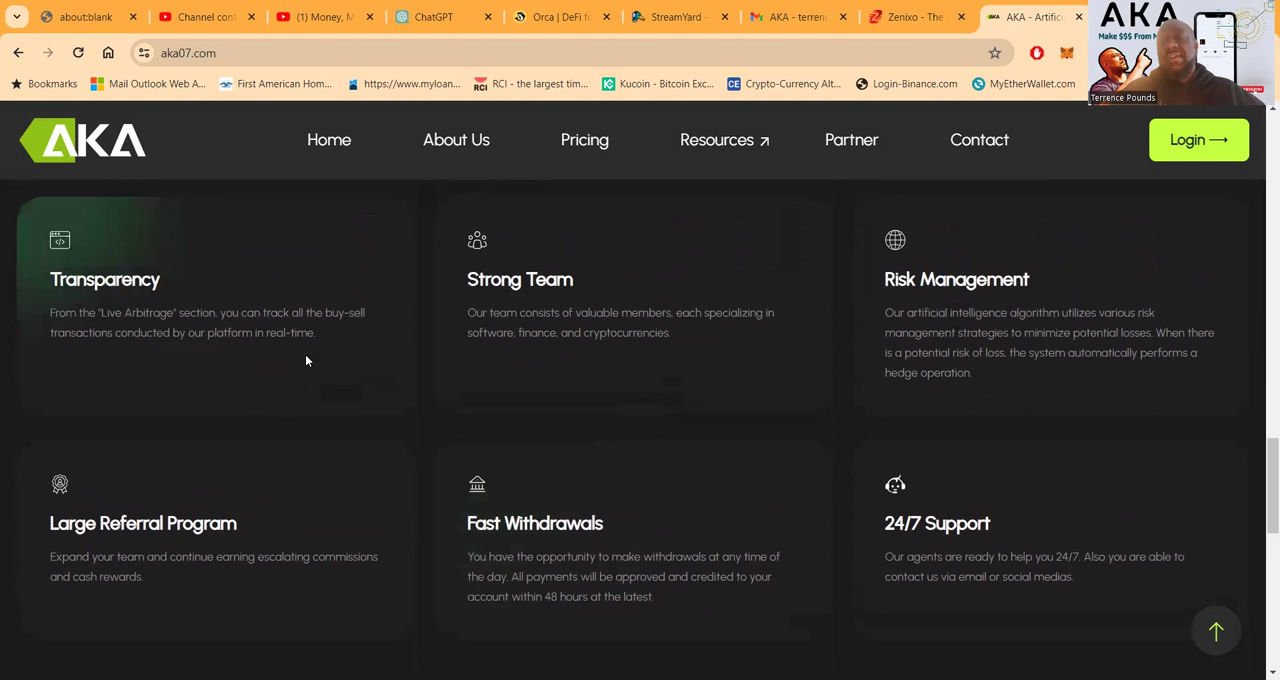 about:blank
Channel con
(1) Money, M
ChatGPT
Orca | DeFi fo
StreamYard -
AKA - terrenc
Zenixo - The
AKA - Artific
aka07.com
Bookmarks
Mail Outlook Web A...
First American Hom...
https://www.myloan...
RCI - the largest tim...
Kucoin - Bitcoin Exc...
Crypto-Currency Alt...
Login-Binance.com
MyEtherWallet.com
AKA
Make $$$ From
Terrence Pounds
AKA
Home
About Us
Pricing
Resources
Partner
Contact
Login
Transparency
From the "Live Arbitrage" section, you can track all the buy-sell
transactions conducted by our platform in real-time.
Strong Team
Our team consists of valuable members, each specializing in
software, finance, and cryptocurrencies.
Risk Management
Our artificial intelligence algorithm utilizes various risk
management strategies to minimize potential losses. When there
is a potential risk of loss, the system automatically performs a
hedge operation.
Large Referral Program
Expand your team and continue earning escalating commissions
and cash rewards.
Fast Withdrawals
You have the opportunity to make withdrawals at any time of
the day. All payments will be approved and credited to your
account within 48 hours at the latest.
24/7 Support
Our agents are ready to help you 24/7. Also you are able to
contact us via email or social medias.